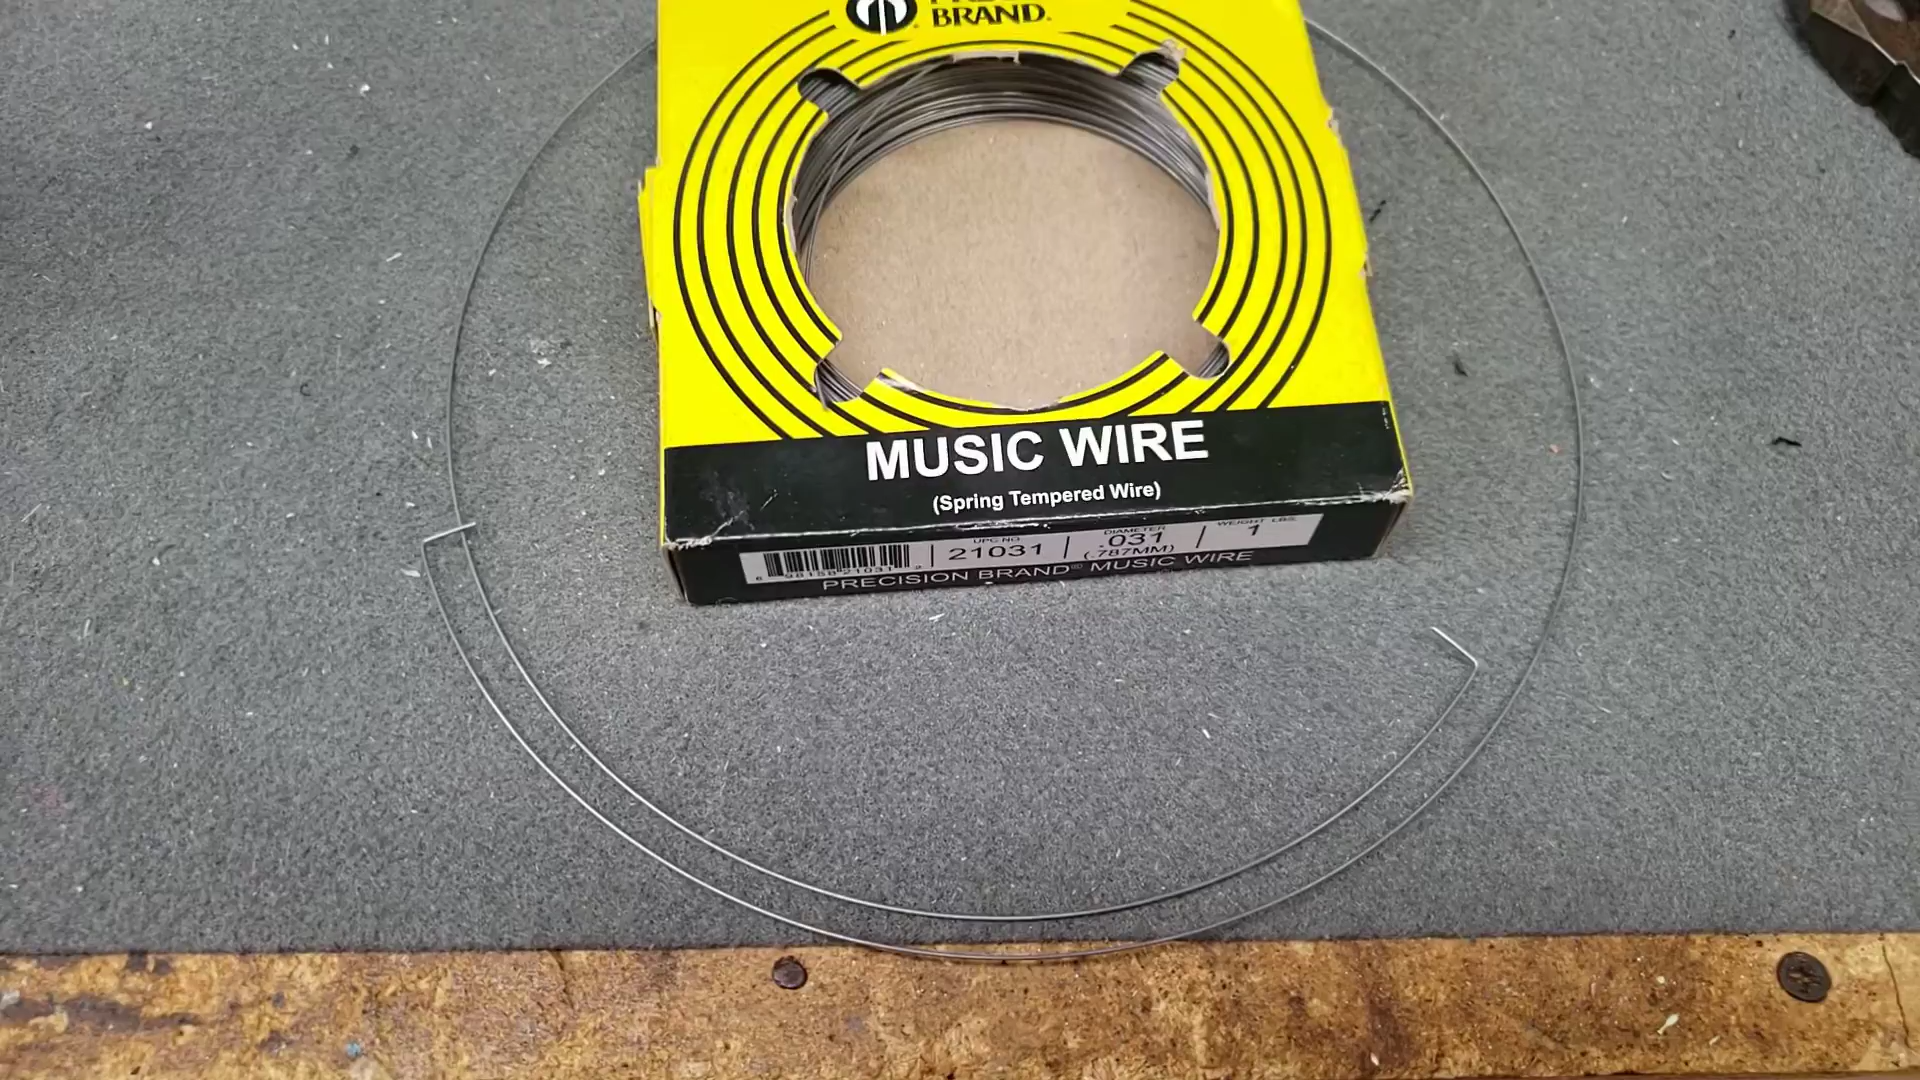 BRAND.
MUSIC WIRE
(Spring Tempered Wire)
UPC NO.
21031
DIAMETER
.031
(.787MM)
WEIGHT LBS.
1
PRECISION BRAND® MUSIC WIRE